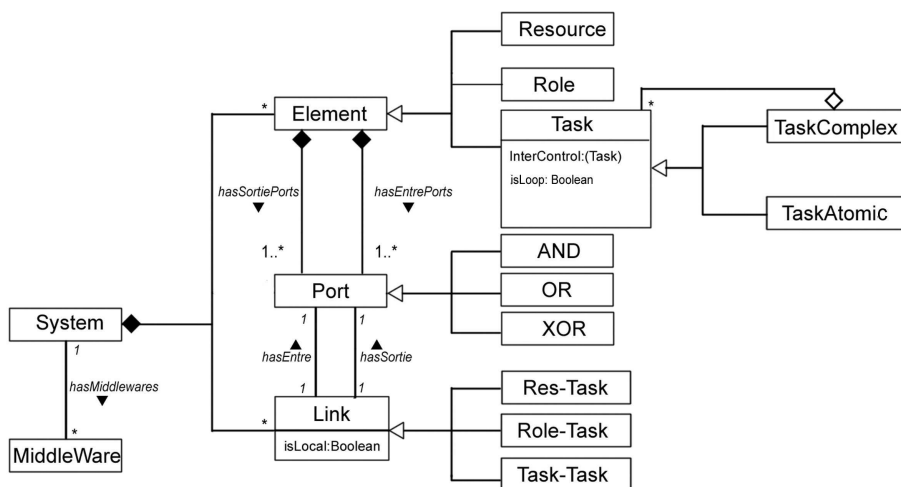 Resource
Role
Element
*
Task
InterControl:(Task)
isLoop: Boolean
*
TaskComplex
TaskAtomic
hasSortiePorts
hasEntrePorts
1..*
1..*
AND
OR
XOR
Port
1
1
hasEntre
hasSortie
1
1
System
1
hasMiddlewares
*
MiddleWare
*
Link
isLocal:Boolean
Res-Task
Role-Task
Task-Task